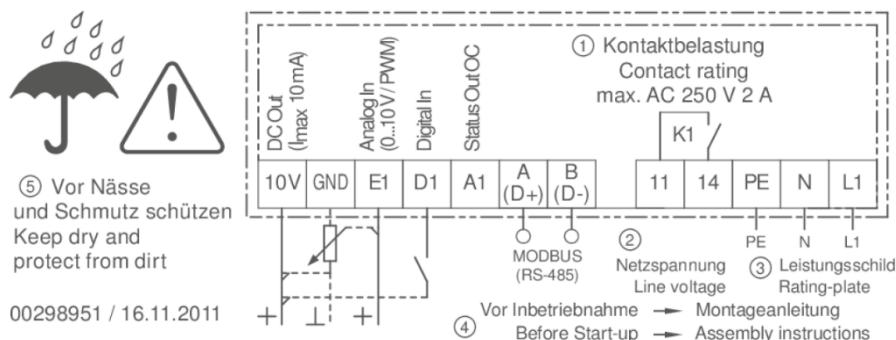 ① Kontaktbelastung
Contact rating
max. AC 250 V 2 A
DC Out
(Imax 10 mA)
Analog In
(0...10 V / PWM)
Digital In
Status Out OC
K1
10V GND E1 D1 A1 A (D+) B (D-) 11 14 PE N L1
⑤ Vor Nässe
und Schmutz schützen
Keep dry and
protect from dirt
00298951 / 16.11.2011
MODBUS
(RS-485)
PE N L1
②
Netzspannung
Line voltage
③ Leistungsschild
Rating-plate
④ Vor Inbetriebnahme → Montageanleitung
Before Start-up → Assembly instructions
+ ⊥ +